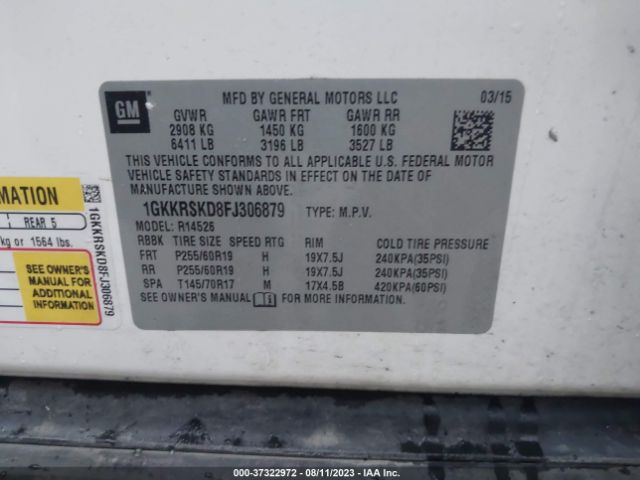 GM
MFD BY GENERAL MOTORS LLC
03/15
GVWR GAWR FRT GAWR RR
2908 KG 1450 KG 1600 KG
6411 LB 3196 LB 3527 LB
THIS VEHICLE CONFORMS TO ALL APPLICABLE U.S. FEDERAL MOTOR
VEHICLE SAFETY STANDARDS IN EFFECT ON THE DATE OF
MANUFACTURE SHOWN ABOVE.
1GKKRSKD8FJ306879 TYPE: M.P.V.
MODEL: R14526
RBBK TIRE SIZE SPEED RTG RIM COLD TIRE PRESSURE
FRT P255/60R19 H 19X7.5J 240KPA(35PSI)
RR P255/60R19 H 19X7.5J 240KPA(35PSI)
SPA T145/70R17 M 17X4.5B 420KPA(60PSI)
SEE OWNER'S MANUAL FOR MORE INFORMATION.
REAR 5
kg or 1564 lbs.
SEE OWNER'S
MANUAL FOR
ADDITIONAL
INFORMATION
1GKKRSKD8FJ306879
000-37322972 - 08/11/2023 - IAA Inc.